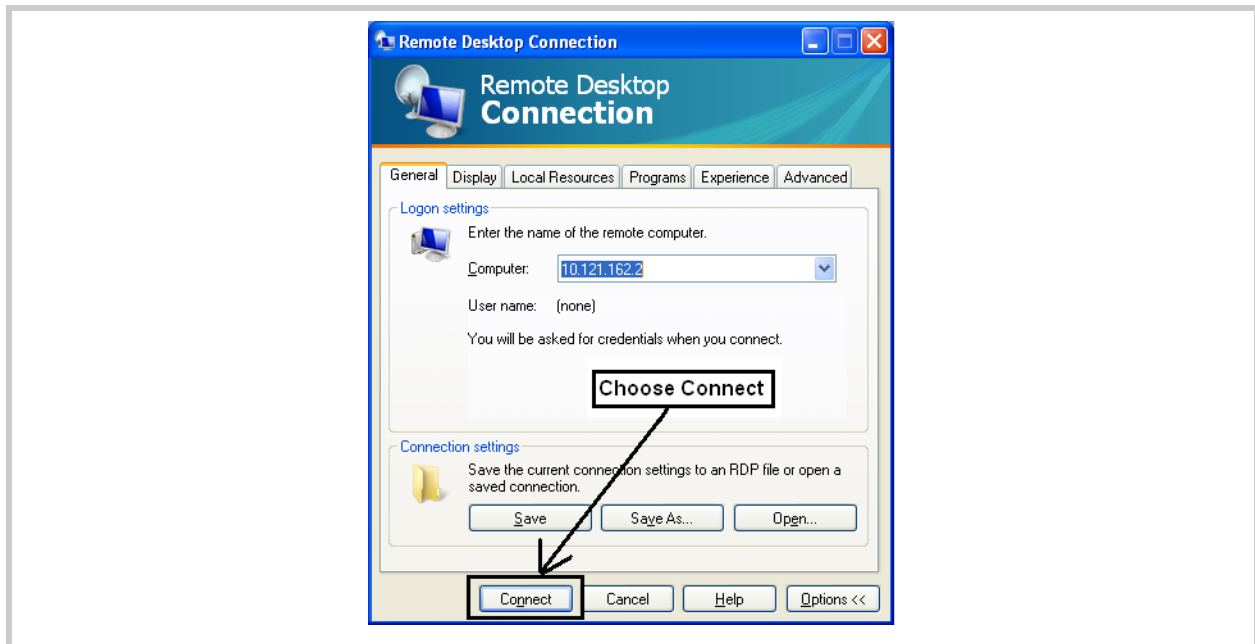 Remote Desktop Connection
Remote Desktop
Connection
General Display Local Resources Programs Experience Advanced
Logon settings
Enter the name of the remote computer.
Computer: 10.121.162.2
User name: (none)
You will be asked for credentials when you connect.
Choose Connect
Connection settings
Save the current connection settings to an RDP file or open a
saved connection.
Save Save As... Open...
Connect Cancel Help Options <<